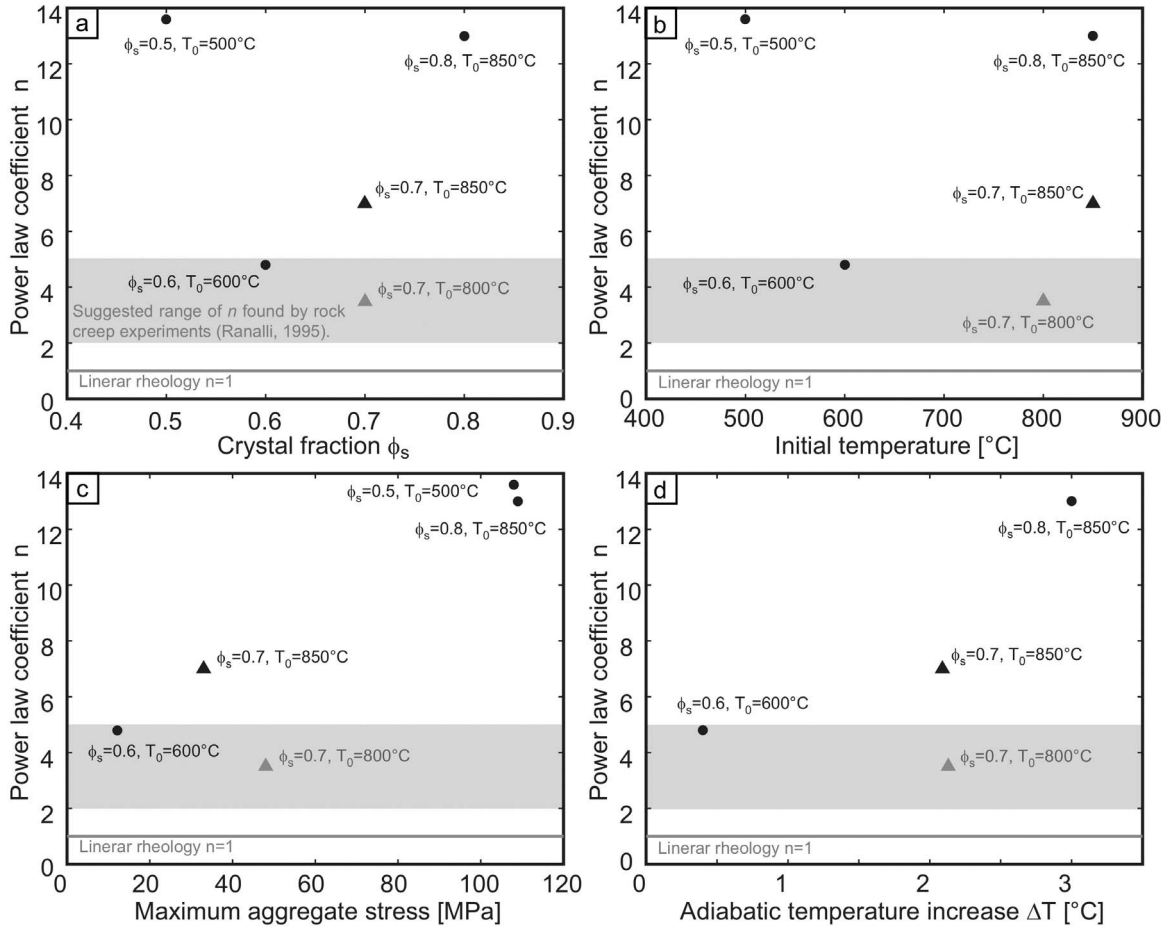 a
Power law coefficient n
14
12
10
8
6
4
2
0
ϕs=0.5, T0=500°C
ϕs=0.8, T0=850°C
ϕs=0.7, T0=850°C
ϕs=0.6, T0=600°C
ϕs=0.7, T0=800°C
Suggested range of n found by rock
creep experiments (Ranalli, 1995).
Linerar rheology n=1
0.4 0.5 0.6 0.7 0.8 0.9
Crystal fraction ϕs
b
Power law coefficient n
14
12
10
8
6
4
2
0
ϕs=0.5, T0=500°C
ϕs=0.8, T0=850°C
ϕs=0.7, T0=850°C
ϕs=0.6, T0=600°C
ϕs=0.7, T0=800°C
Linerar rheology n=1
400 500 600 700 800 900
Initial temperature [°C]
c
Power law coefficient n
14
12
10
8
6
4
2
0
ϕs=0.5, T0=500°C
ϕs=0.8, T0=850°C
ϕs=0.7, T0=850°C
ϕs=0.6, T0=600°C
ϕs=0.7, T0=800°C
Linerar rheology n=1
0 20 40 60 80 100 120
Maximum aggregate stress [MPa]
d
Power law coefficient n
14
12
10
8
6
4
2
0
ϕs=0.8, T0=850°C
ϕs=0.7, T0=850°C
ϕs=0.6, T0=600°C
ϕs=0.7, T0=800°C
Linerar rheology n=1
0 1 2 3
Adiabatic temperature increase ΔT [°C]